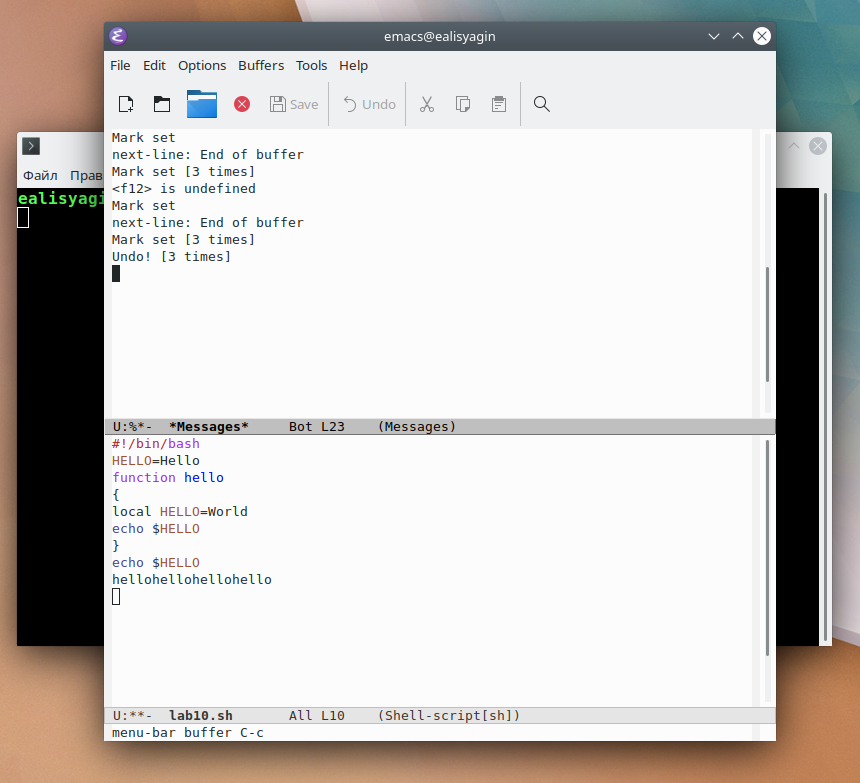 emacs@ealisyagin
File Edit Options Buffers Tools Help
Save Undo
Файл Прав
ealisyagi
Mark set
next-line: End of buffer
Mark set [3 times]
<f12> is undefined
Mark set
next-line: End of buffer
Mark set [3 times]
Undo! [3 times]
U:%*- *Messages* Bot L23 (Messages)
#!/bin/bash
HELLO=Hello
function hello
{
local HELLO=World
echo $HELLO
}
echo $HELLO
hellohellohellohello
U:**- lab10.sh All L10 (Shell-script[sh])
menu-bar buffer C-c